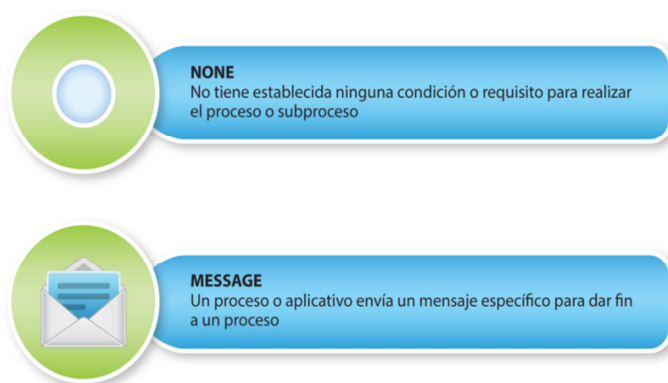 NONE
No tiene establecida ninguna condición o requisito para realizar
el proceso o subproceso
MESSAGE
Un proceso o aplicativo envía un mensaje específico para dar fin
a un proceso